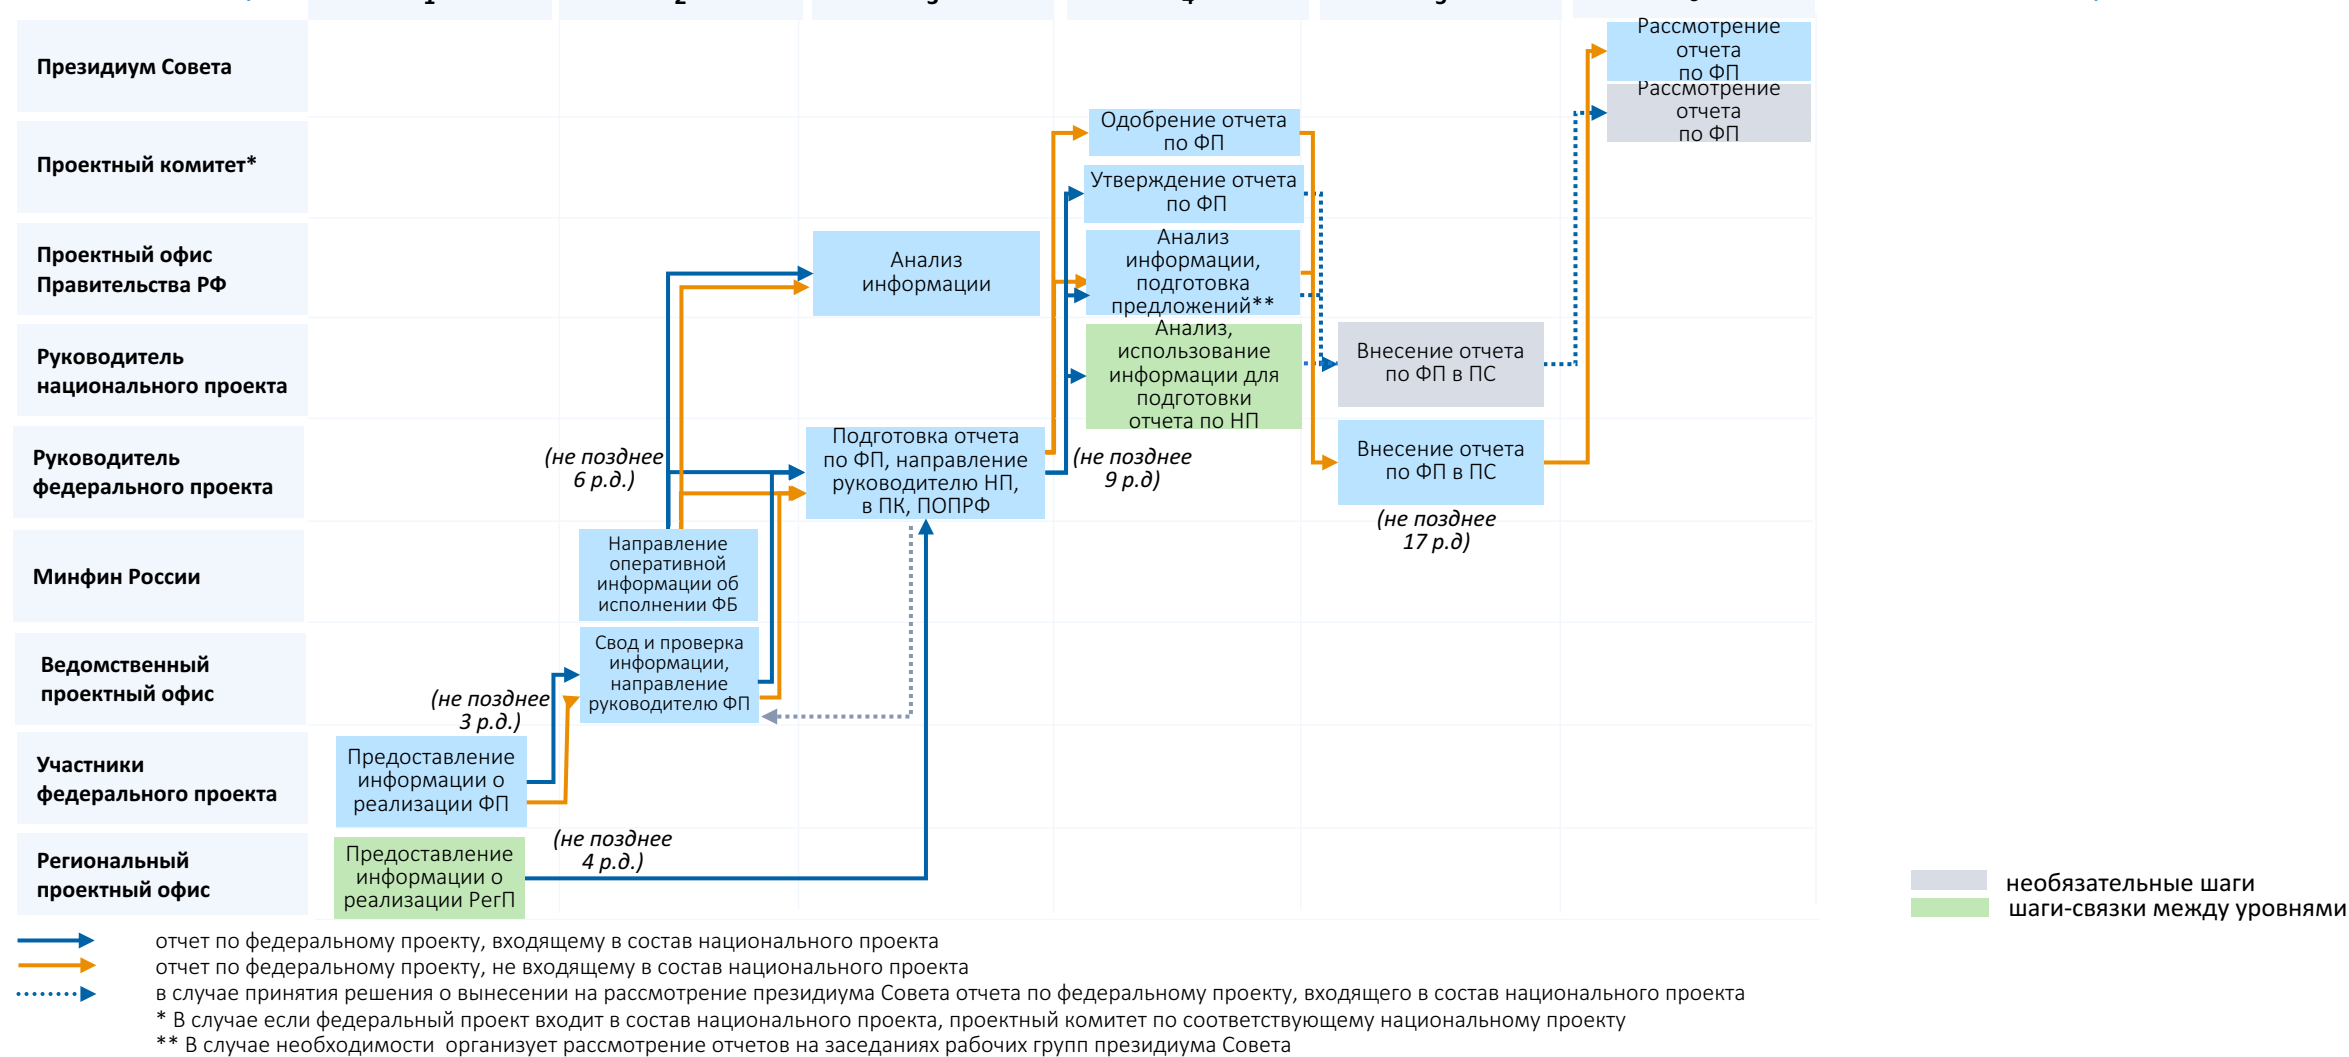 Президиум Совета
Рассмотрение
отчета
по ФП
Рассмотрение
отчета
по ФП
Проектный комитет*
Одобрение отчета
по ФП
Утверждение отчета
по ФП
Проектный офис
Правительства РФ
Анализ
информации
Анализ
информации,
подготовка
предложений**
Руководитель
национального проекта
Анализ,
использование
информации для
подготовки
отчета по НП
Внесение отчета
по ФП в ПС
Руководитель
федерального проекта
(не позднее
6 р.д.)
Подготовка отчета
по ФП, направление
руководителю НП,
в ПК, ПОПРФ
(не позднее
9 р.д)
Внесение отчета
по ФП в ПС
(не позднее
17 р.д)
Минфин России
Направление
оперативной
информации об
исполнении ФБ
Ведомственный
проектный офис
(не позднее
3 р.д.)
Свод и проверка
информации,
направление
руководителю ФП
Участники
федерального проекта
Предоставление
информации о
реализации ФП
Региональный
проектный офис
Предоставление
информации о
реализации РегП
(не позднее
4 р.д.)
необязательные шаги
шаги-связки между уровнями
отчет по федеральному проекту, входящему в состав национального проекта
отчет по федеральному проекту, не входящему в состав национального проекта
в случае принятия решения о вынесении на рассмотрение президиума Совета отчета по федеральному проекту, входящего в состав национального проекта
* В случае если федеральный проект входит в состав национального проекта, проектный комитет по соответствующему национальному проекту
** В случае необходимости организует рассмотрение отчетов на заседаниях рабочих групп президиума Совета